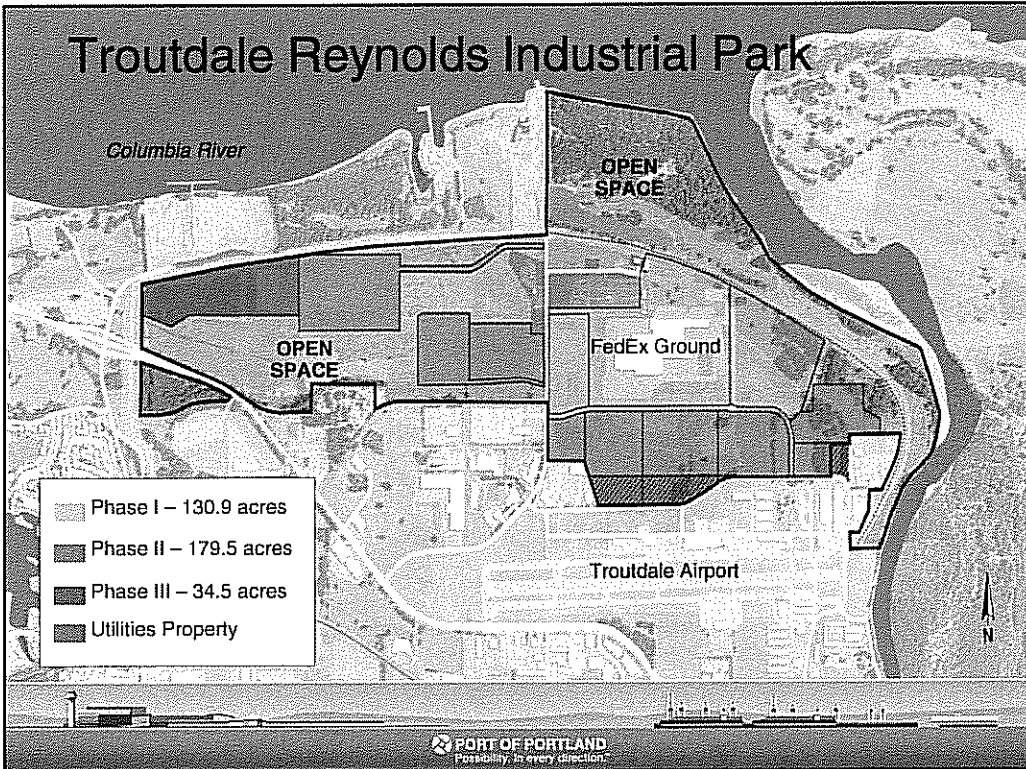 Troutdale Reynolds Industrial Park
Columbia River
OPEN
SPACE
OPEN
SPACE
FedEx Ground
Phase I – 130.9 acres
Phase II – 179.5 acres
Phase III – 34.5 acres
Utilities Property
Troutdale Airport
N
PORT OF PORTLAND
Possibility. In every direction.™